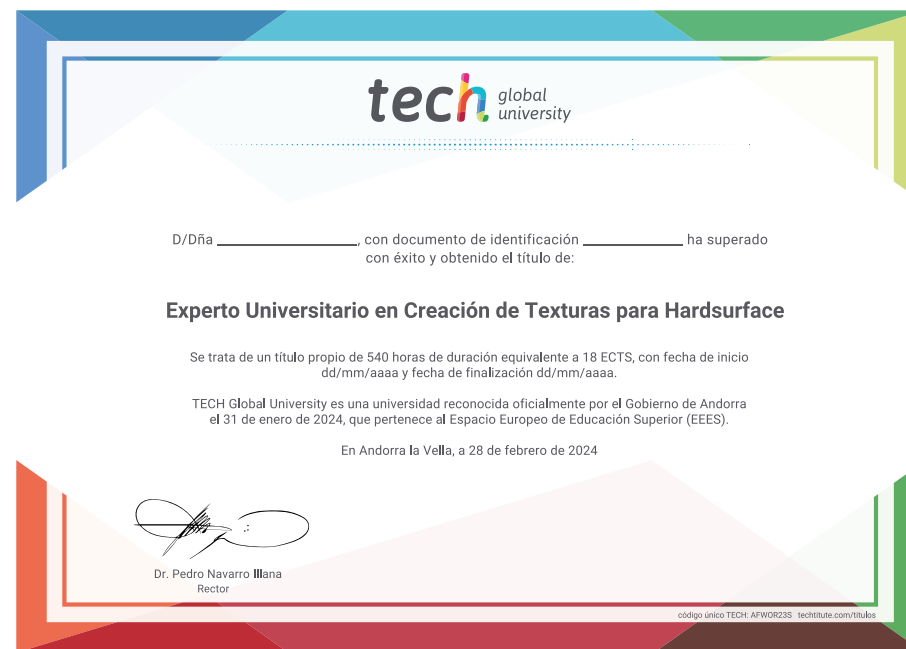 tech global university
D/Dña ____________________, con documento de identificación ______________ ha superado
con éxito y obtenido el título de:
Experto Universitario en Creación de Texturas para Hardsurface
Se trata de un título propio de 540 horas de duración equivalente a 18 ECTS, con fecha de inicio
dd/mm/aaaa y fecha de finalización dd/mm/aaaa.
TECH Global University es una universidad reconocida oficialmente por el Gobierno de Andorra
el 31 de enero de 2024, que pertenece al Espacio Europeo de Educación Superior (EEES).
En Andorra la Vella, a 28 de febrero de 2024
Dr. Pedro Navarro Illana
Rector
código único TECH: AFWOR23S techtitute.com/titulos